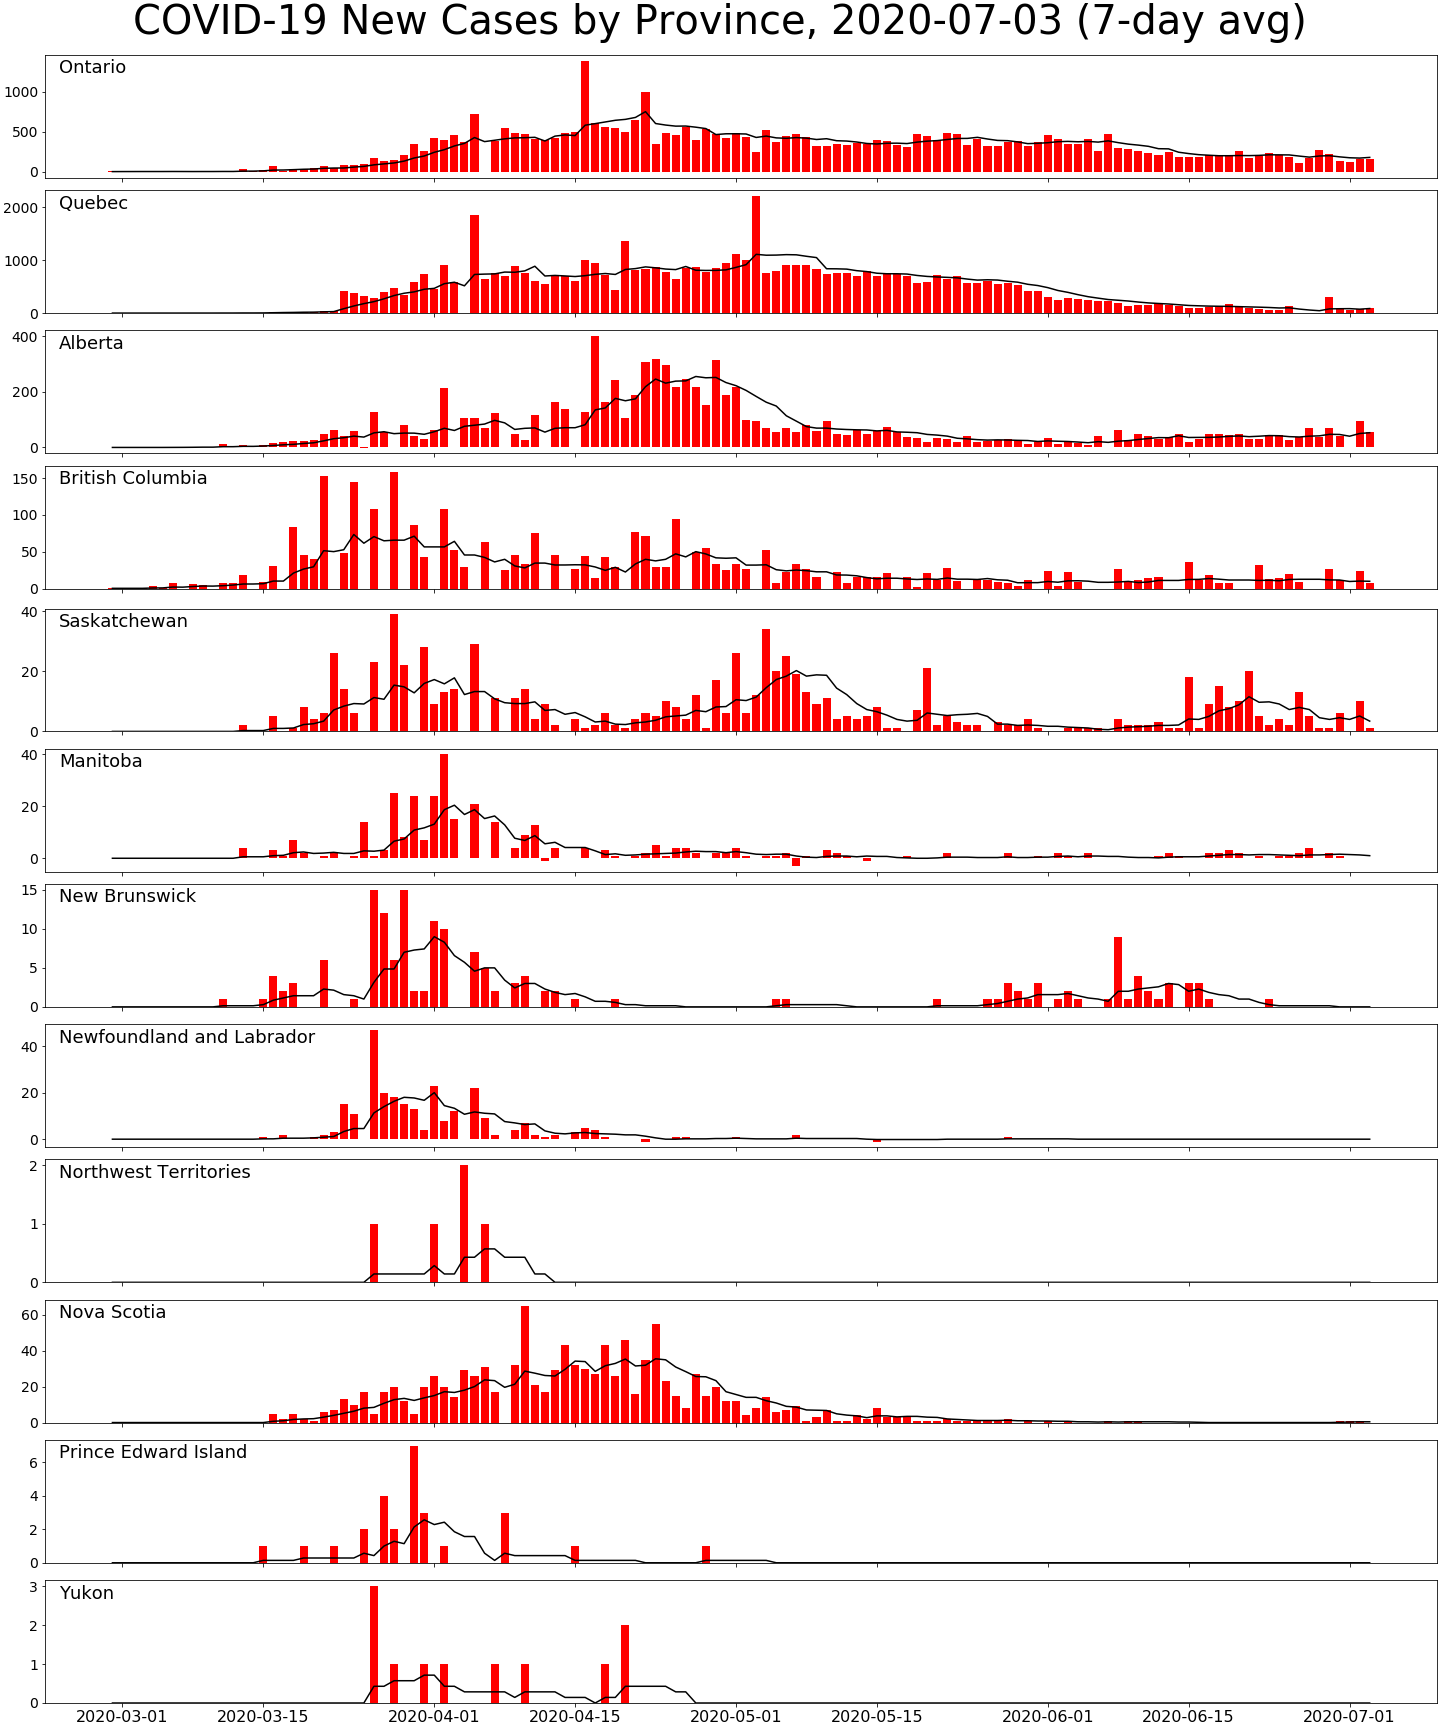 COVID-19 New Cases by Province, 2020-07-03 (7-day avg)
Ontario
1000
500
0
Quebec
2000
1000
0
Alberta
400
200
0
British Columbia
150
100
50
0
Saskatchewan
40
20
0
Manitoba
40
20
0
New Brunswick
15
10
5
0
Newfoundland and Labrador
40
20
0
Northwest Territories
2
1
0
Nova Scotia
60
40
20
0
Prince Edward Island
6
4
2
0
Yukon
3
2
1
0
2020-03-01 2020-03-15 2020-04-01 2020-04-15 2020-05-01 2020-05-15 2020-06-01 2020-06-15 2020-07-01